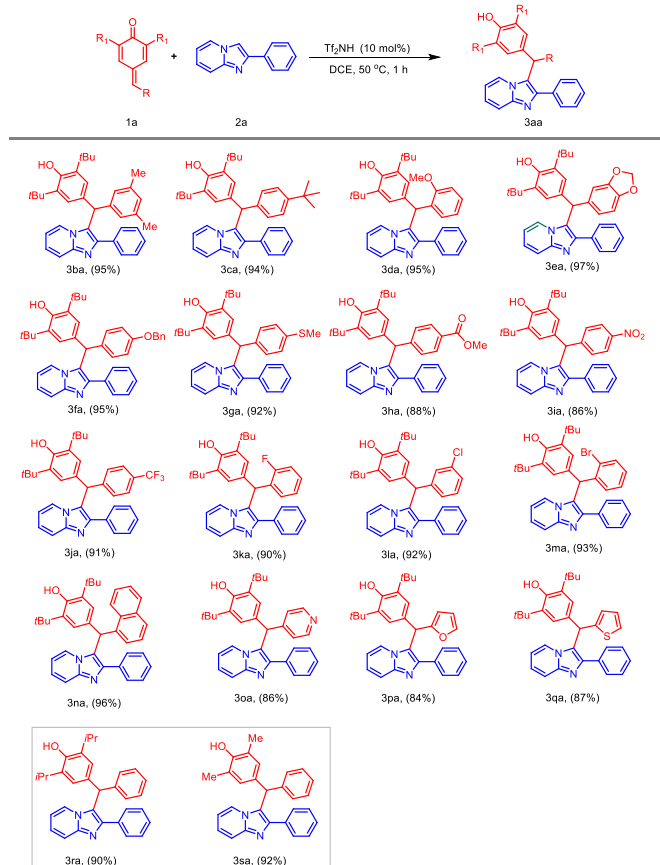 O
R₁ R₁
R
1a
+
N
N
2a
Tf₂NH (10 mol%)
DCE, 50 °C, 1 h
HO R₁
R₁
R
N
N
3aa
HO tBu
tBu
Me
Me
N
N
3ba, (95%)
HO tBu
tBu
N
N
3ca, (94%)
HO tBu
tBu
MeO
N
N
3da, (95%)
HO tBu
tBu
O
O
N
N
3ea, (97%)
HO tBu
tBu
OBn
N
N
3fa, (95%)
HO tBu
tBu
SMe
N
N
3ga, (92%)
HO tBu
tBu
O
OMe
N
N
3ha, (88%)
HO tBu
tBu
NO₂
N
N
3ia, (86%)
HO tBu
tBu
CF₃
N
N
3ja, (91%)
HO tBu
tBu
F
N
N
3ka, (90%)
HO tBu
tBu
Cl
N
N
3la, (92%)
HO tBu
tBu
Br
N
N
3ma, (93%)
HO tBu
tBu
N
N
3na, (96%)
HO tBu
tBu
N
N
N
3oa, (86%)
HO tBu
tBu
O
N
N
3pa, (84%)
HO tBu
tBu
S
N
N
3qa, (87%)
HO iPr
iPr
N
N
3ra, (90%)
HO Me
Me
N
N
3sa, (92%)